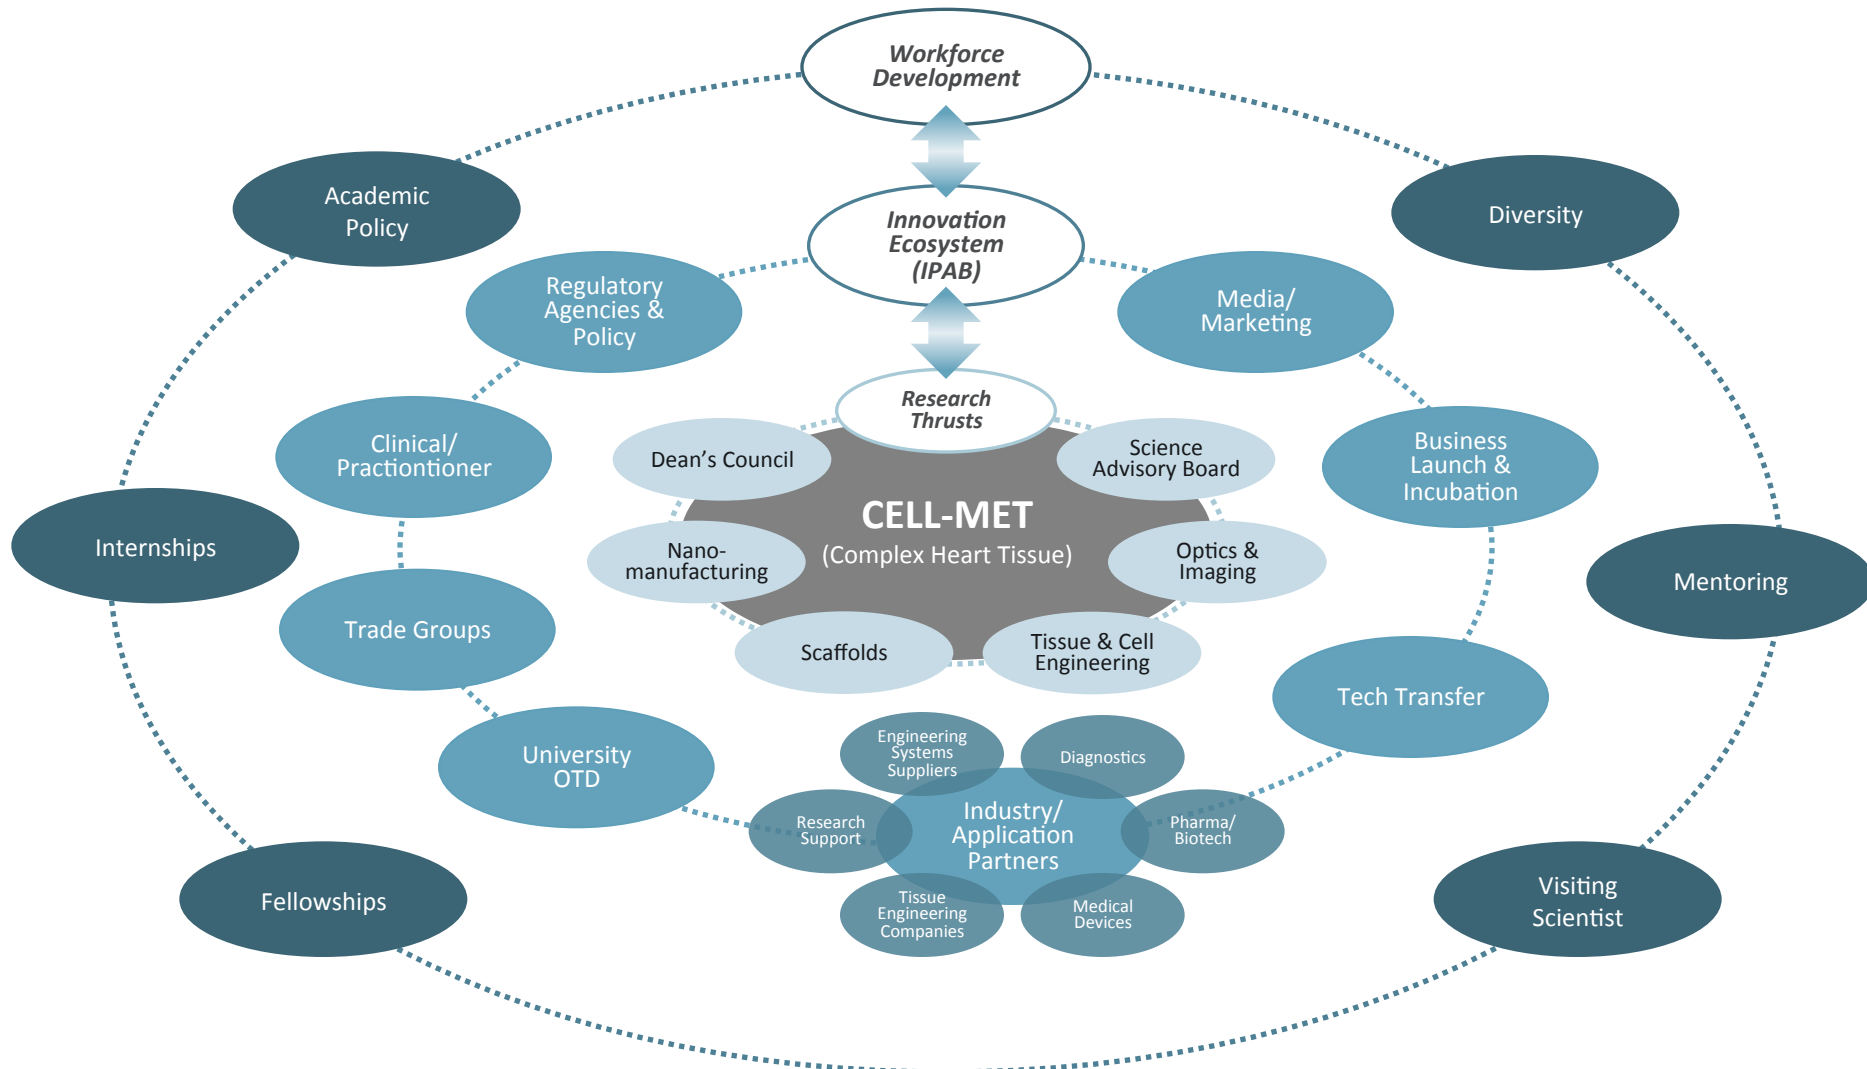 Workforce
Development
Academic
Policy
Diversity
Innovation
Ecosystem
(IPAB)
Regulatory
Agencies &
Policy
Media/
Marketing
Research
Thrusts
Clinical/
Practiontioner
Dean’s Council
Science
Advisory Board
Business
Launch &
Incubation
CELL-MET
(Complex Heart Tissue)
Internships
Nano-
manufacturing
Optics &
Imaging
Mentoring
Trade Groups
Scaffolds
Tissue & Cell
Engineering
Tech Transfer
University
OTD
Engineering
Systems
Suppliers
Diagnostics
Research
Support
Industry/
Application
Partners
Pharma/
Biotech
Fellowships
Tissue
Engineering
Companies
Medical
Devices
Visiting
Scientist